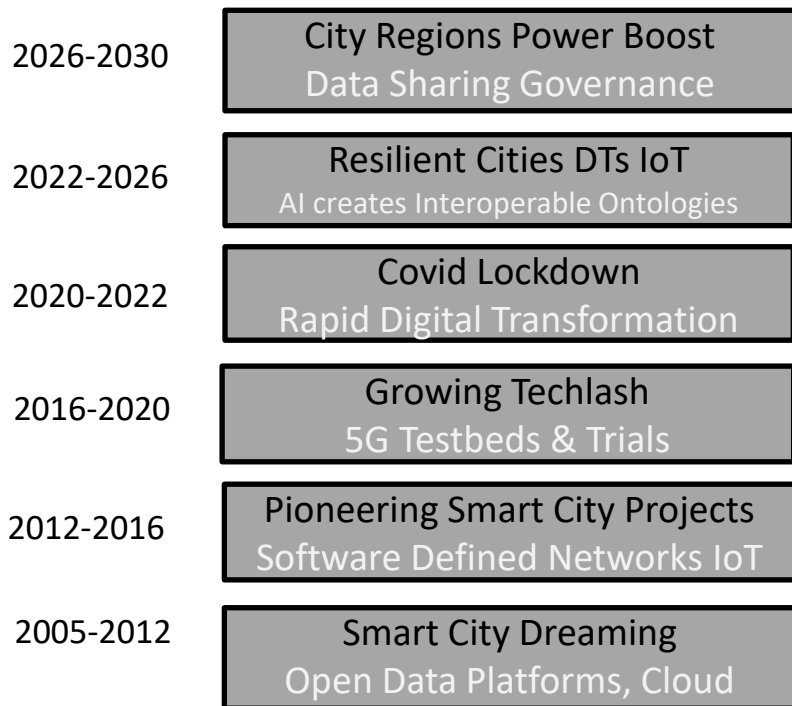 2026-2030
City Regions Power Boost
Data Sharing Governance
2022-2026
Resilient Cities DTs IoT
AI creates Interoperable Ontologies
2020-2022
Covid Lockdown
Rapid Digital Transformation
2016-2020
Growing Techlash
5G Testbeds & Trials
2012-2016
Pioneering Smart City Projects
Software Defined Networks IoT
2005-2012
Smart City Dreaming
Open Data Platforms, Cloud